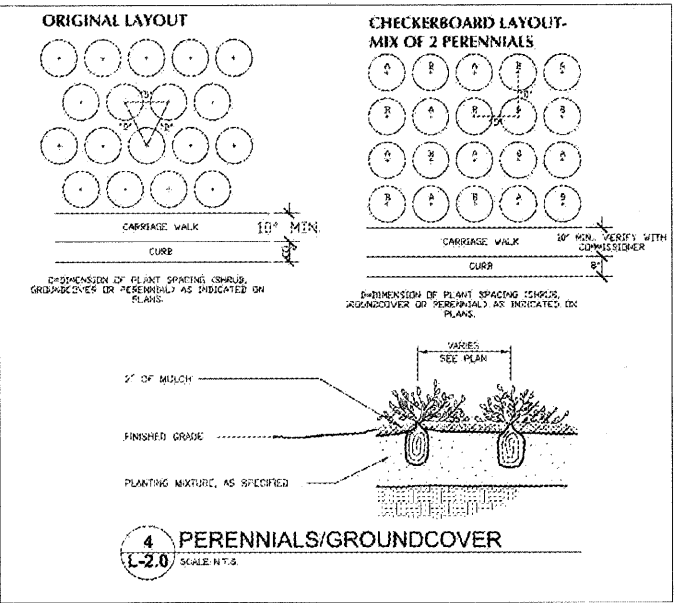 ORIGINAL LAYOUT
"D"
"D" "D"
CARRIAGE WALK
10" MIN.
CURB
D=DIMENSION OF PLANT SPACING (SHRUB,
GROUNDCOVER OR PERENNIAL) AS INDICATED ON
PLANS.
CHECKERBOARD LAYOUT-
MIX OF 2 PERENNIALS
A B A B A
B A B A B
A B A B A
B A B A B
"D"
"D"
CARRIAGE WALK
10" MIN., VERIFY WITH
COMMISSIONER
CURB
8"
D=DIMENSION OF PLANT SPACING (SHRUB,
GROUNDCOVER OR PERENNIAL) AS INDICATED ON
PLANS.
VARIES
SEE PLAN
2" OF MULCH
FINISHED GRADE
PLANTING MIXTURE, AS SPECIFIED
4
L-2.0
PERENNIALS/GROUNDCOVER
SCALE: N.T.S.